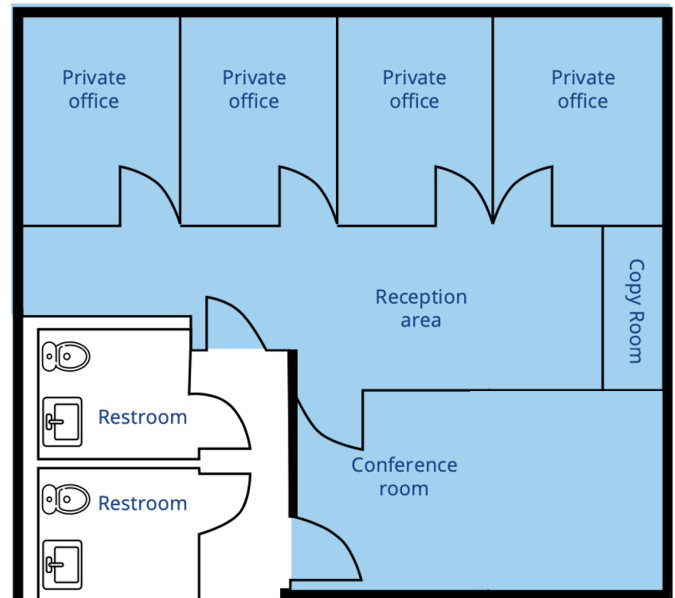 Private
office
Private
office
Private
office
Private
office
Reception
area
Copy Room
Restroom
Conference
room
Restroom